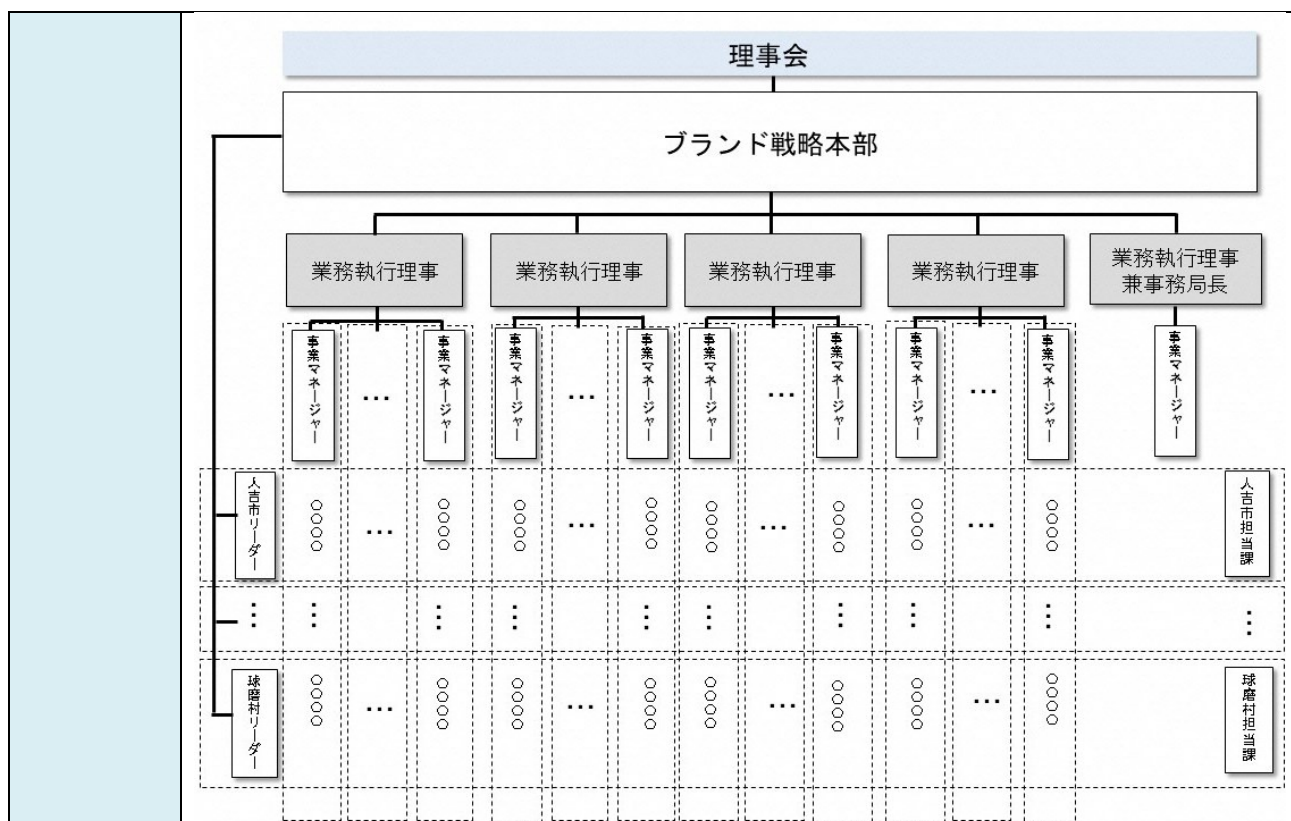 理事会
ブランド戦略本部
業務執行理事
業務執行理事
業務執行理事
業務執行理事
業務執行理事
兼事務局長
事業マネージャー
…
事業マネージャー
事業マネージャー
…
事業マネージャー
事業マネージャー
…
事業マネージャー
事業マネージャー
…
事業マネージャー
事業マネージャー
人吉市リーダー
○○○○
…
○○○○
○○○○
…
○○○○
○○○○
…
○○○○
○○○○
…
○○○○
人吉市担当課
⋮
⋮
⋮
⋮
⋮
⋮
⋮
⋮
⋮
⋮
球磨村リーダー
○○○○
…
○○○○
○○○○
…
○○○○
○○○○
…
○○○○
○○○○
…
○○○○
球磨村担当課